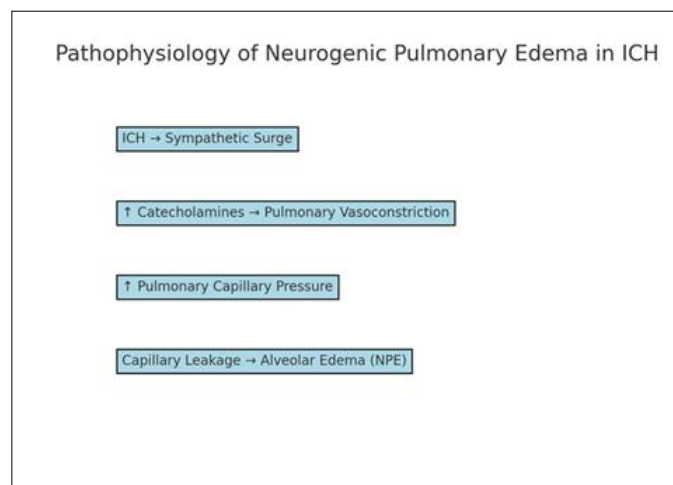 Pathophysiology of Neurogenic Pulmonary Edema in ICH
ICH → Sympathetic Surge
↑ Catecholamines → Pulmonary Vasoconstriction
↑ Pulmonary Capillary Pressure
Capillary Leakage → Alveolar Edema (NPE)